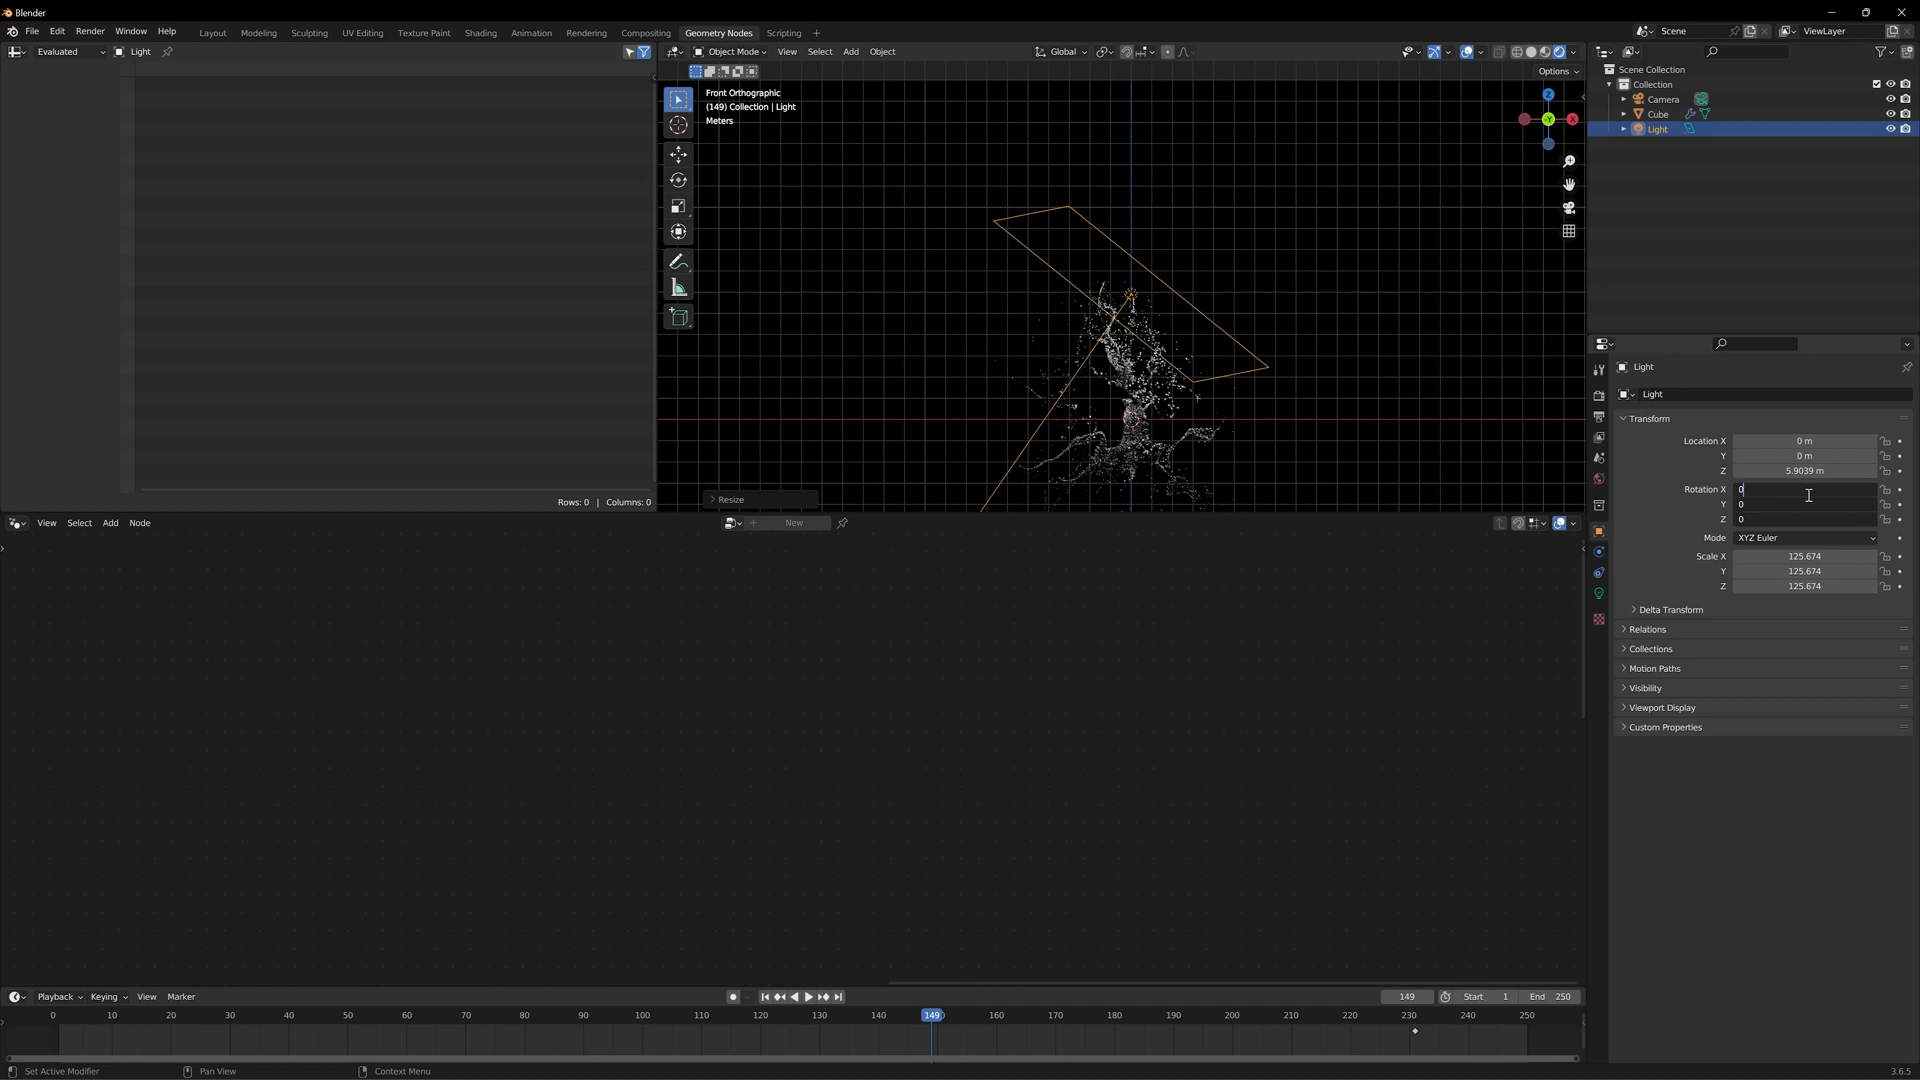 Blender
File Edit Render Window Help
Layout Modeling Sculpting UV Editing Texture Paint Shading Animation Rendering Compositing Geometry Nodes Scripting +
Scene ViewLayer
Evaluated Light
Object Mode View Select Add Object Global
Options
Front Orthographic
(149) Collection | Light
Meters
Z
-Y X
Resize
Rows: 0 | Columns: 0
View Select Add Node
+ New
Scene Collection
Collection
Camera
Cube
Light
Light
Light
Transform
Location X 0 m
Y 0 m
Z 5.9039 m
Rotation X 0
Y 0
Z 0
Mode XYZ Euler
Scale X 125.674
Y 125.674
Z 125.674
Delta Transform
Relations
Collections
Motion Paths
Visibility
Viewport Display
Custom Properties
Playback Keying View Marker
149 Start 1 End 250
0 10 20 30 40 50 60 70 80 90 100 110 120 130 140 149 160 170 180 190 200 210 220 230 240 250
Set Active Modifier Pan View Context Menu
3.6.5